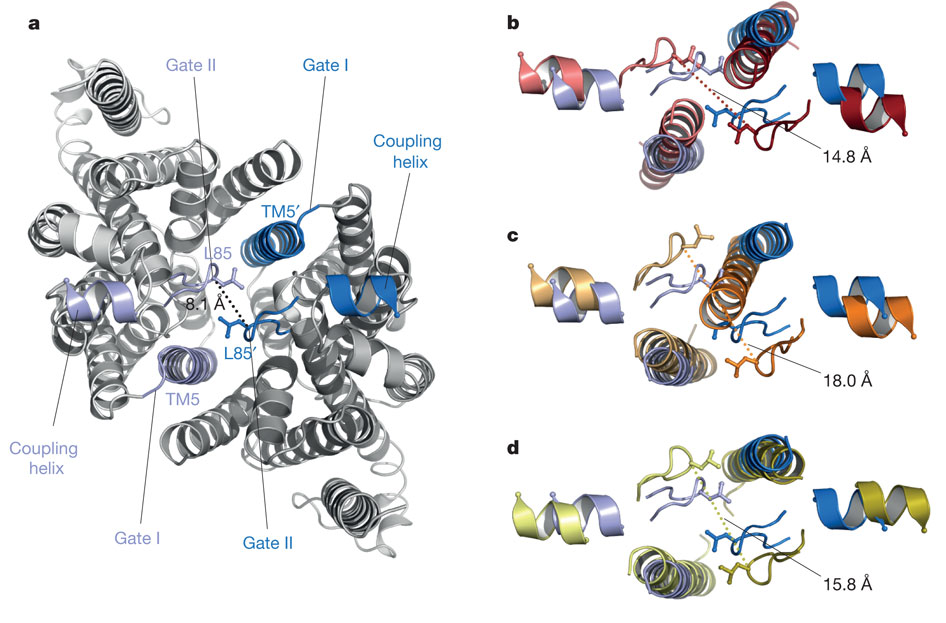 a
Gate II
Gate I
Coupling
helix
TM5′
L85
8.1 Å
L85′
TM5
Coupling
helix
Gate I
Gate II
b
14.8 Å
c
18.0 Å
d
15.8 Å